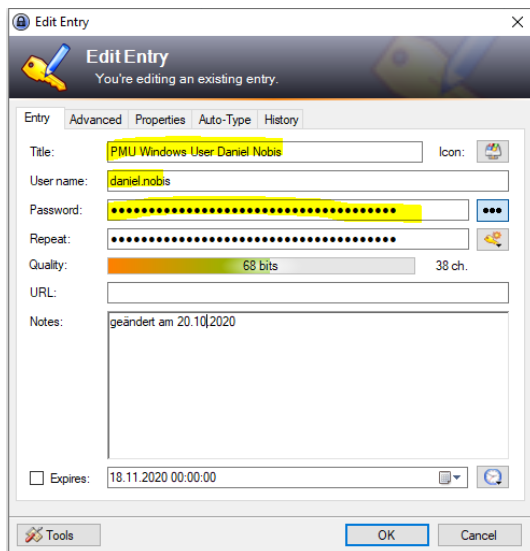 Edit Entry
Edit Entry
You're editing an existing entry.
Entry Advanced Properties Auto-Type History
Title: PMU Windows User Daniel Nobis Icon:
User name: daniel.nobis
Password: ••••••••••••••••••••••••••••••••••••••
Repeat: ••••••••••••••••••••••••••••••••••••••
Quality: 68 bits 38 ch.
URL:
Notes: geändert am 20.10.2020
Expires: 18.11.2020 00:00:00
Tools OK Cancel